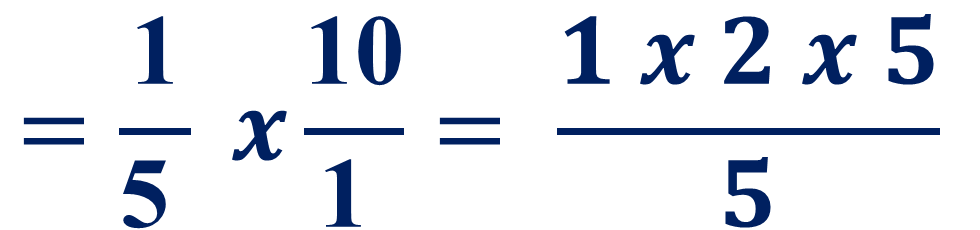 = 1/5 x 10/1 = 1 x 2 x 5/5